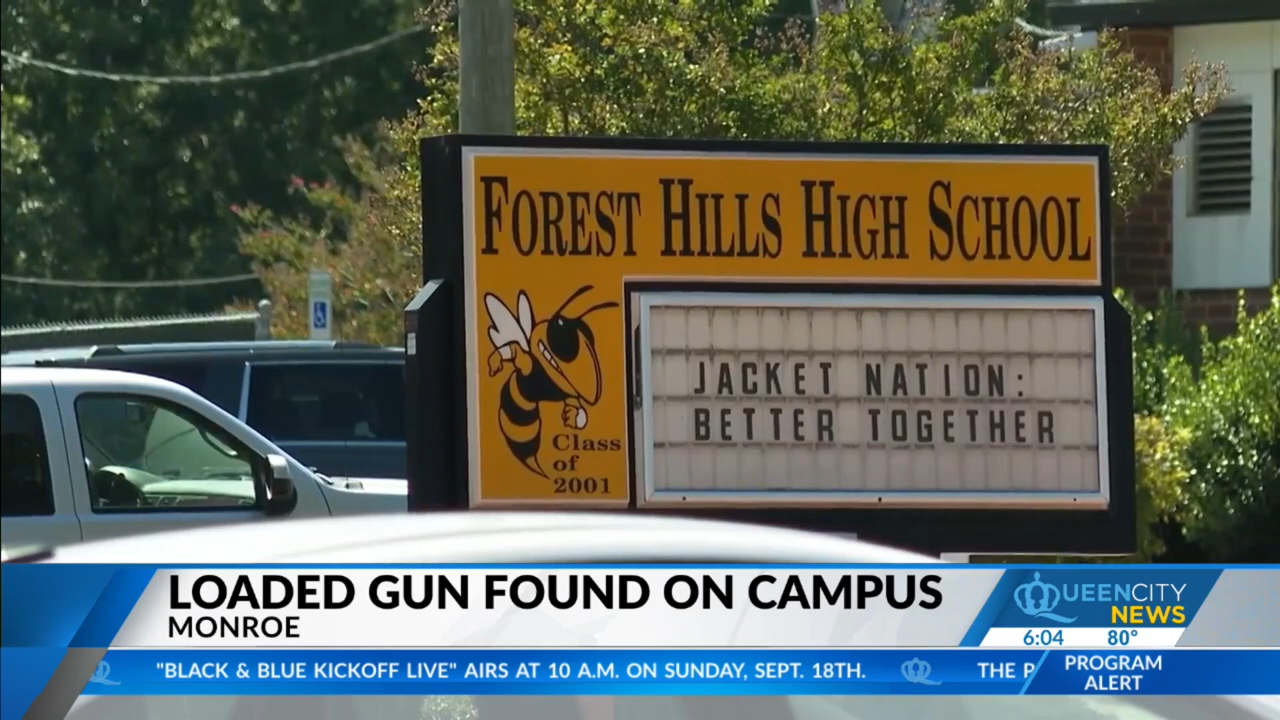 FOREST HILLS HIGH SCHOOL
JACKET NATION:
BETTER TOGETHER
Class
of
2001
LOADED GUN FOUND ON CAMPUS
MONROE
QUEENCITY
NEWS
6:04 80°
"BLACK & BLUE KICKOFF LIVE" AIRS AT 10 A.M. ON SUNDAY, SEPT. 18TH. THE P
PROGRAM
ALERT